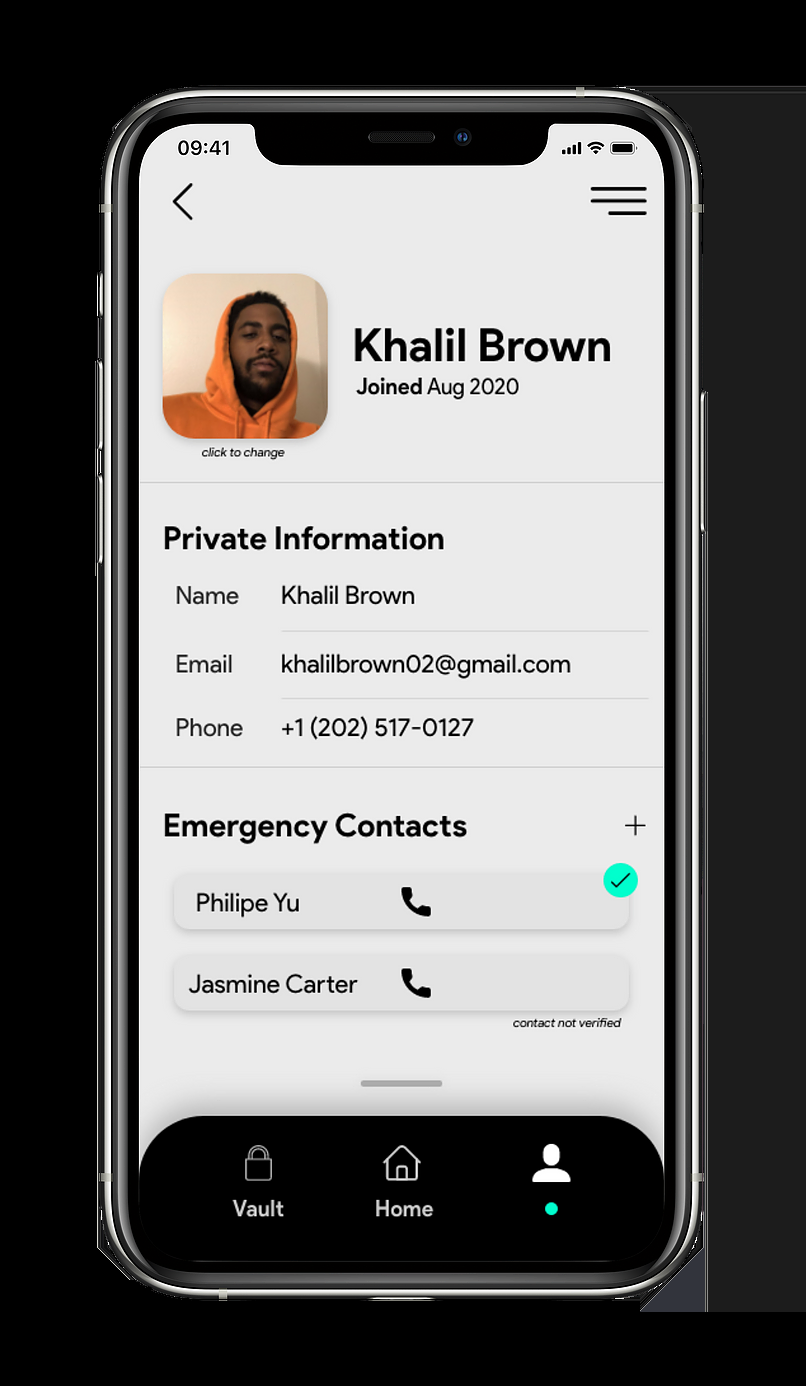 09:41
Khalil Brown
Joined Aug 2020
click to change
Private Information
Name Khalil Brown
Email khalilbrown02@gmail.com
Phone +1 (202) 517-0127
Emergency Contacts
Philipe Yu
Jasmine Carter
contact not verified
Vault Home